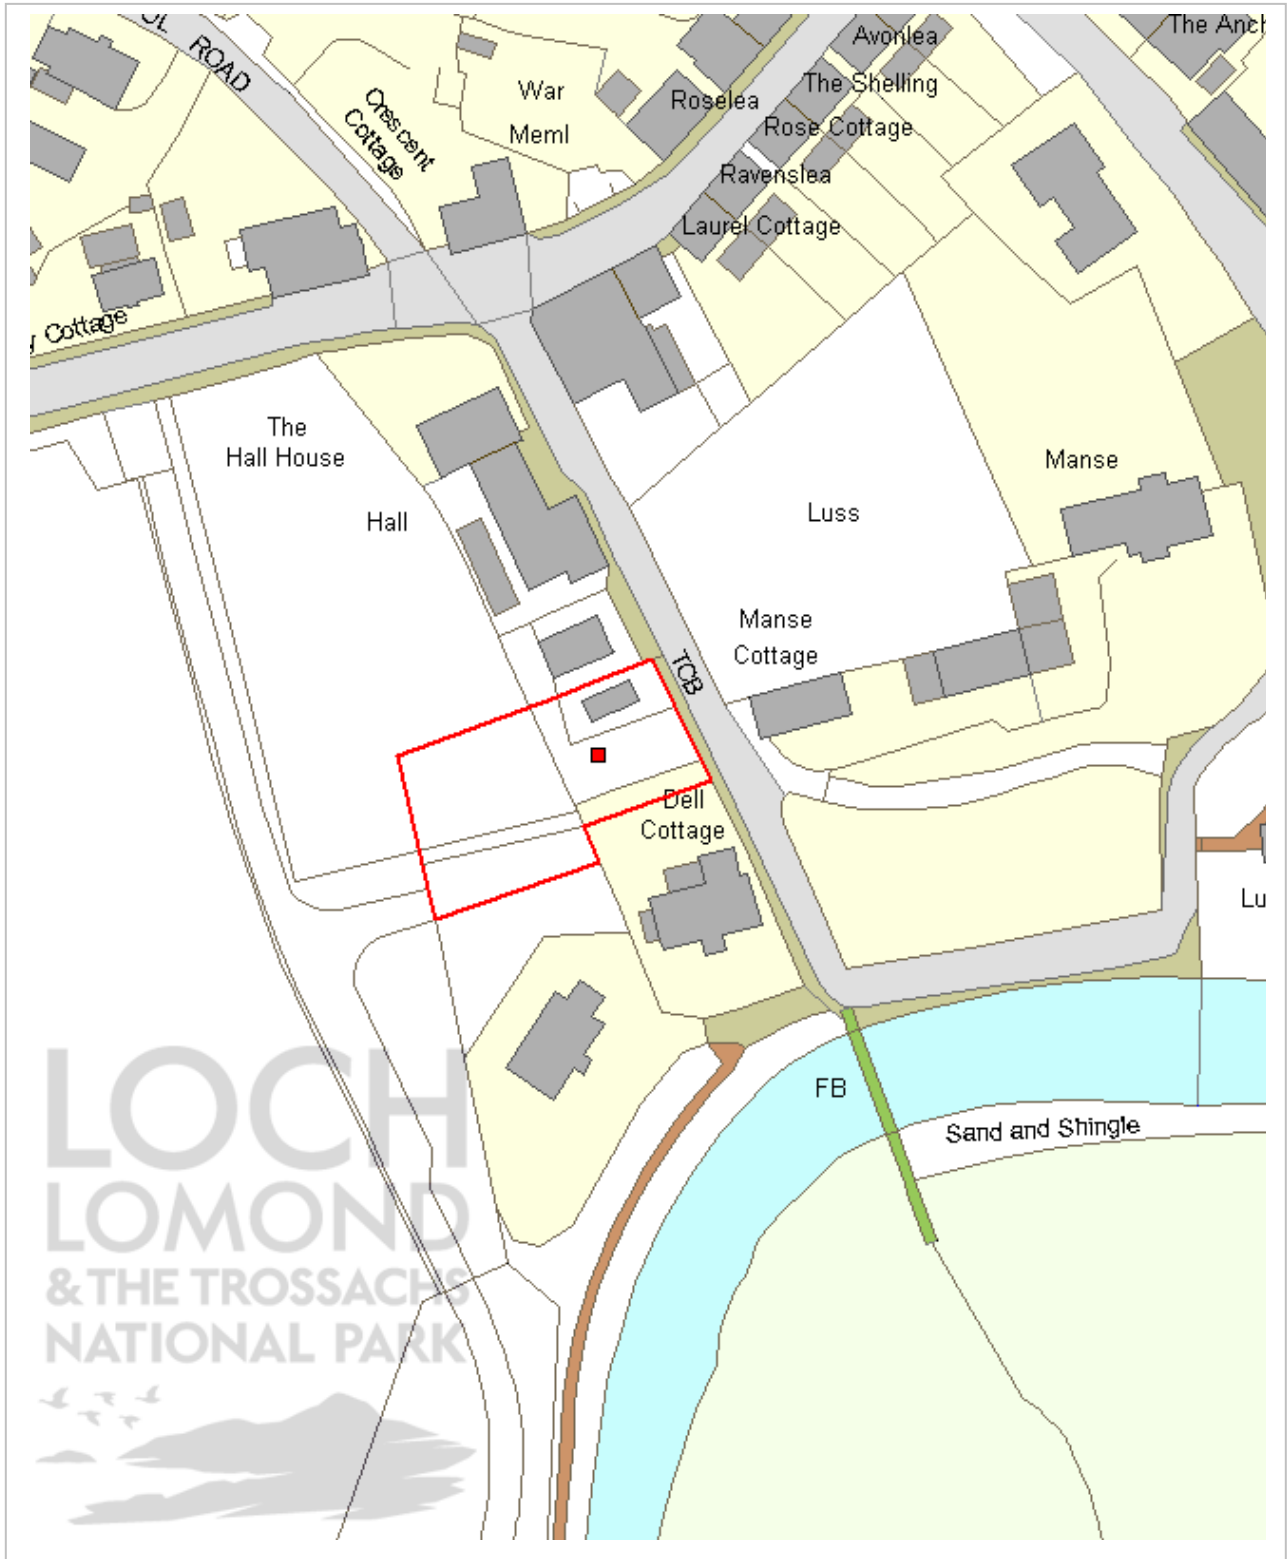 OL ROAD
Crescent
Cottage
War
Meml
Roselea
Avonlea
The Shelling
Rose Cottage
Ravenslea
Laurel Cottage
The Anch
y Cottage
The
Hall House
Hall
Luss
Manse
Manse
Cottage
TCB
Dell
Cottage
Lu
FB
Sand and Shingle
LOCH
LOMOND
& THE TROSSACHS
NATIONAL PARK